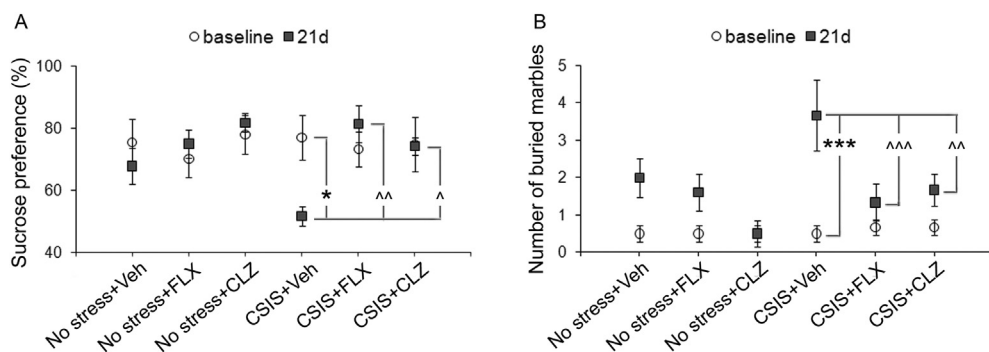 A
baseline 21d
Sucrose preference (%)
100
80
60
40
* ^^ ^
No stress+Veh
No stress+FLX
No stress+CLZ
CSIS+Veh
CSIS+FLX
CSIS+CLZ
B
baseline 21d
Number of buried marbles
5
4
3
2
1
0
*** ^^^ ^^
No stress+Veh
No stress+FLX
No stress+CLZ
CSIS+Veh
CSIS+FLX
CSIS+CLZ